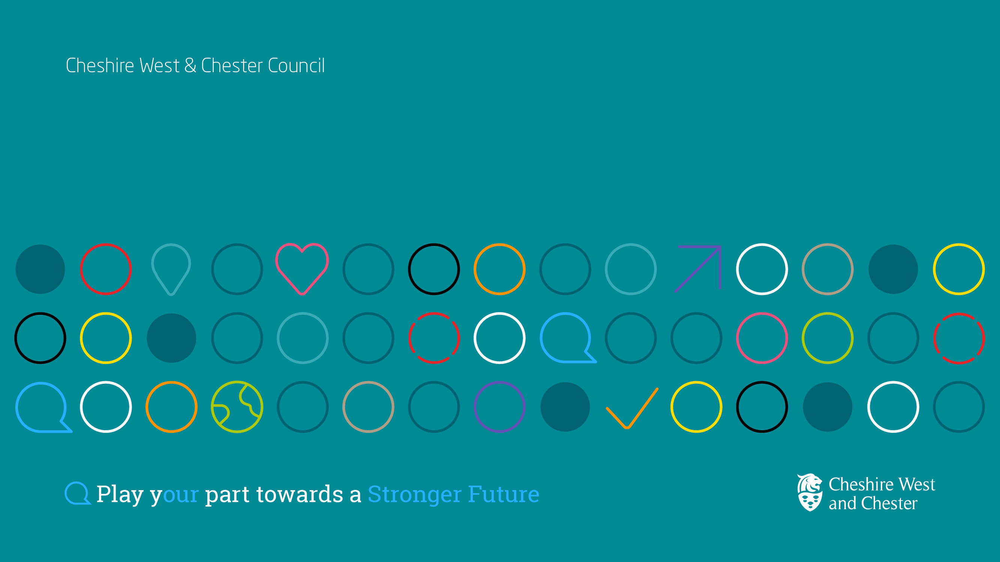 Cheshire West & Chester Council
Play your part towards a Stronger Future
Cheshire West
and Chester